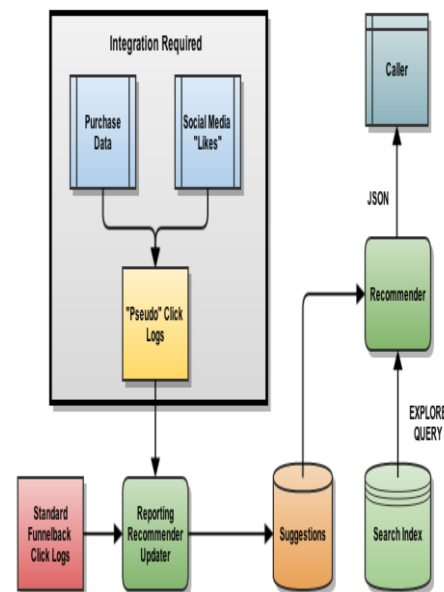 Integration Required
Caller
Purchase
Data
Social Media
"Likes"
JSON
"Pseudo" Click
Logs
Recommender
EXPLORE
QUERY
Standard
Funnelback
Click Logs
Reporting
Recommender
Updater
Suggestions
Search Index